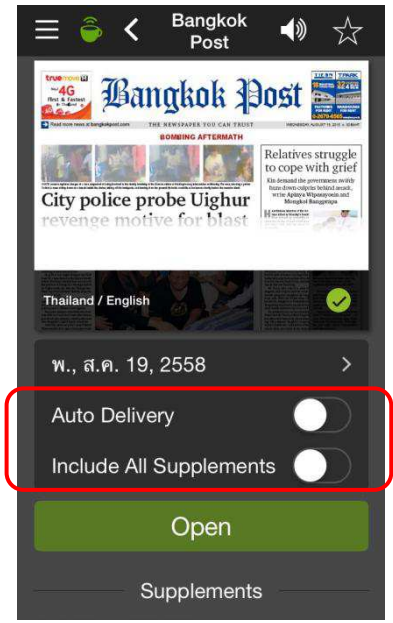 Bangkok
Post
truemove H
4G
Bangkok Post
THE NEWSPAPER YOU CAN TRUST
BOMBING AFTERMATH
Relatives struggle
to cope with grief
City police probe Uighur
revenge motive for blast
Thailand / English
พ., ส.ค. 19, 2558
Auto Delivery
Include All Supplements
Open
Supplements